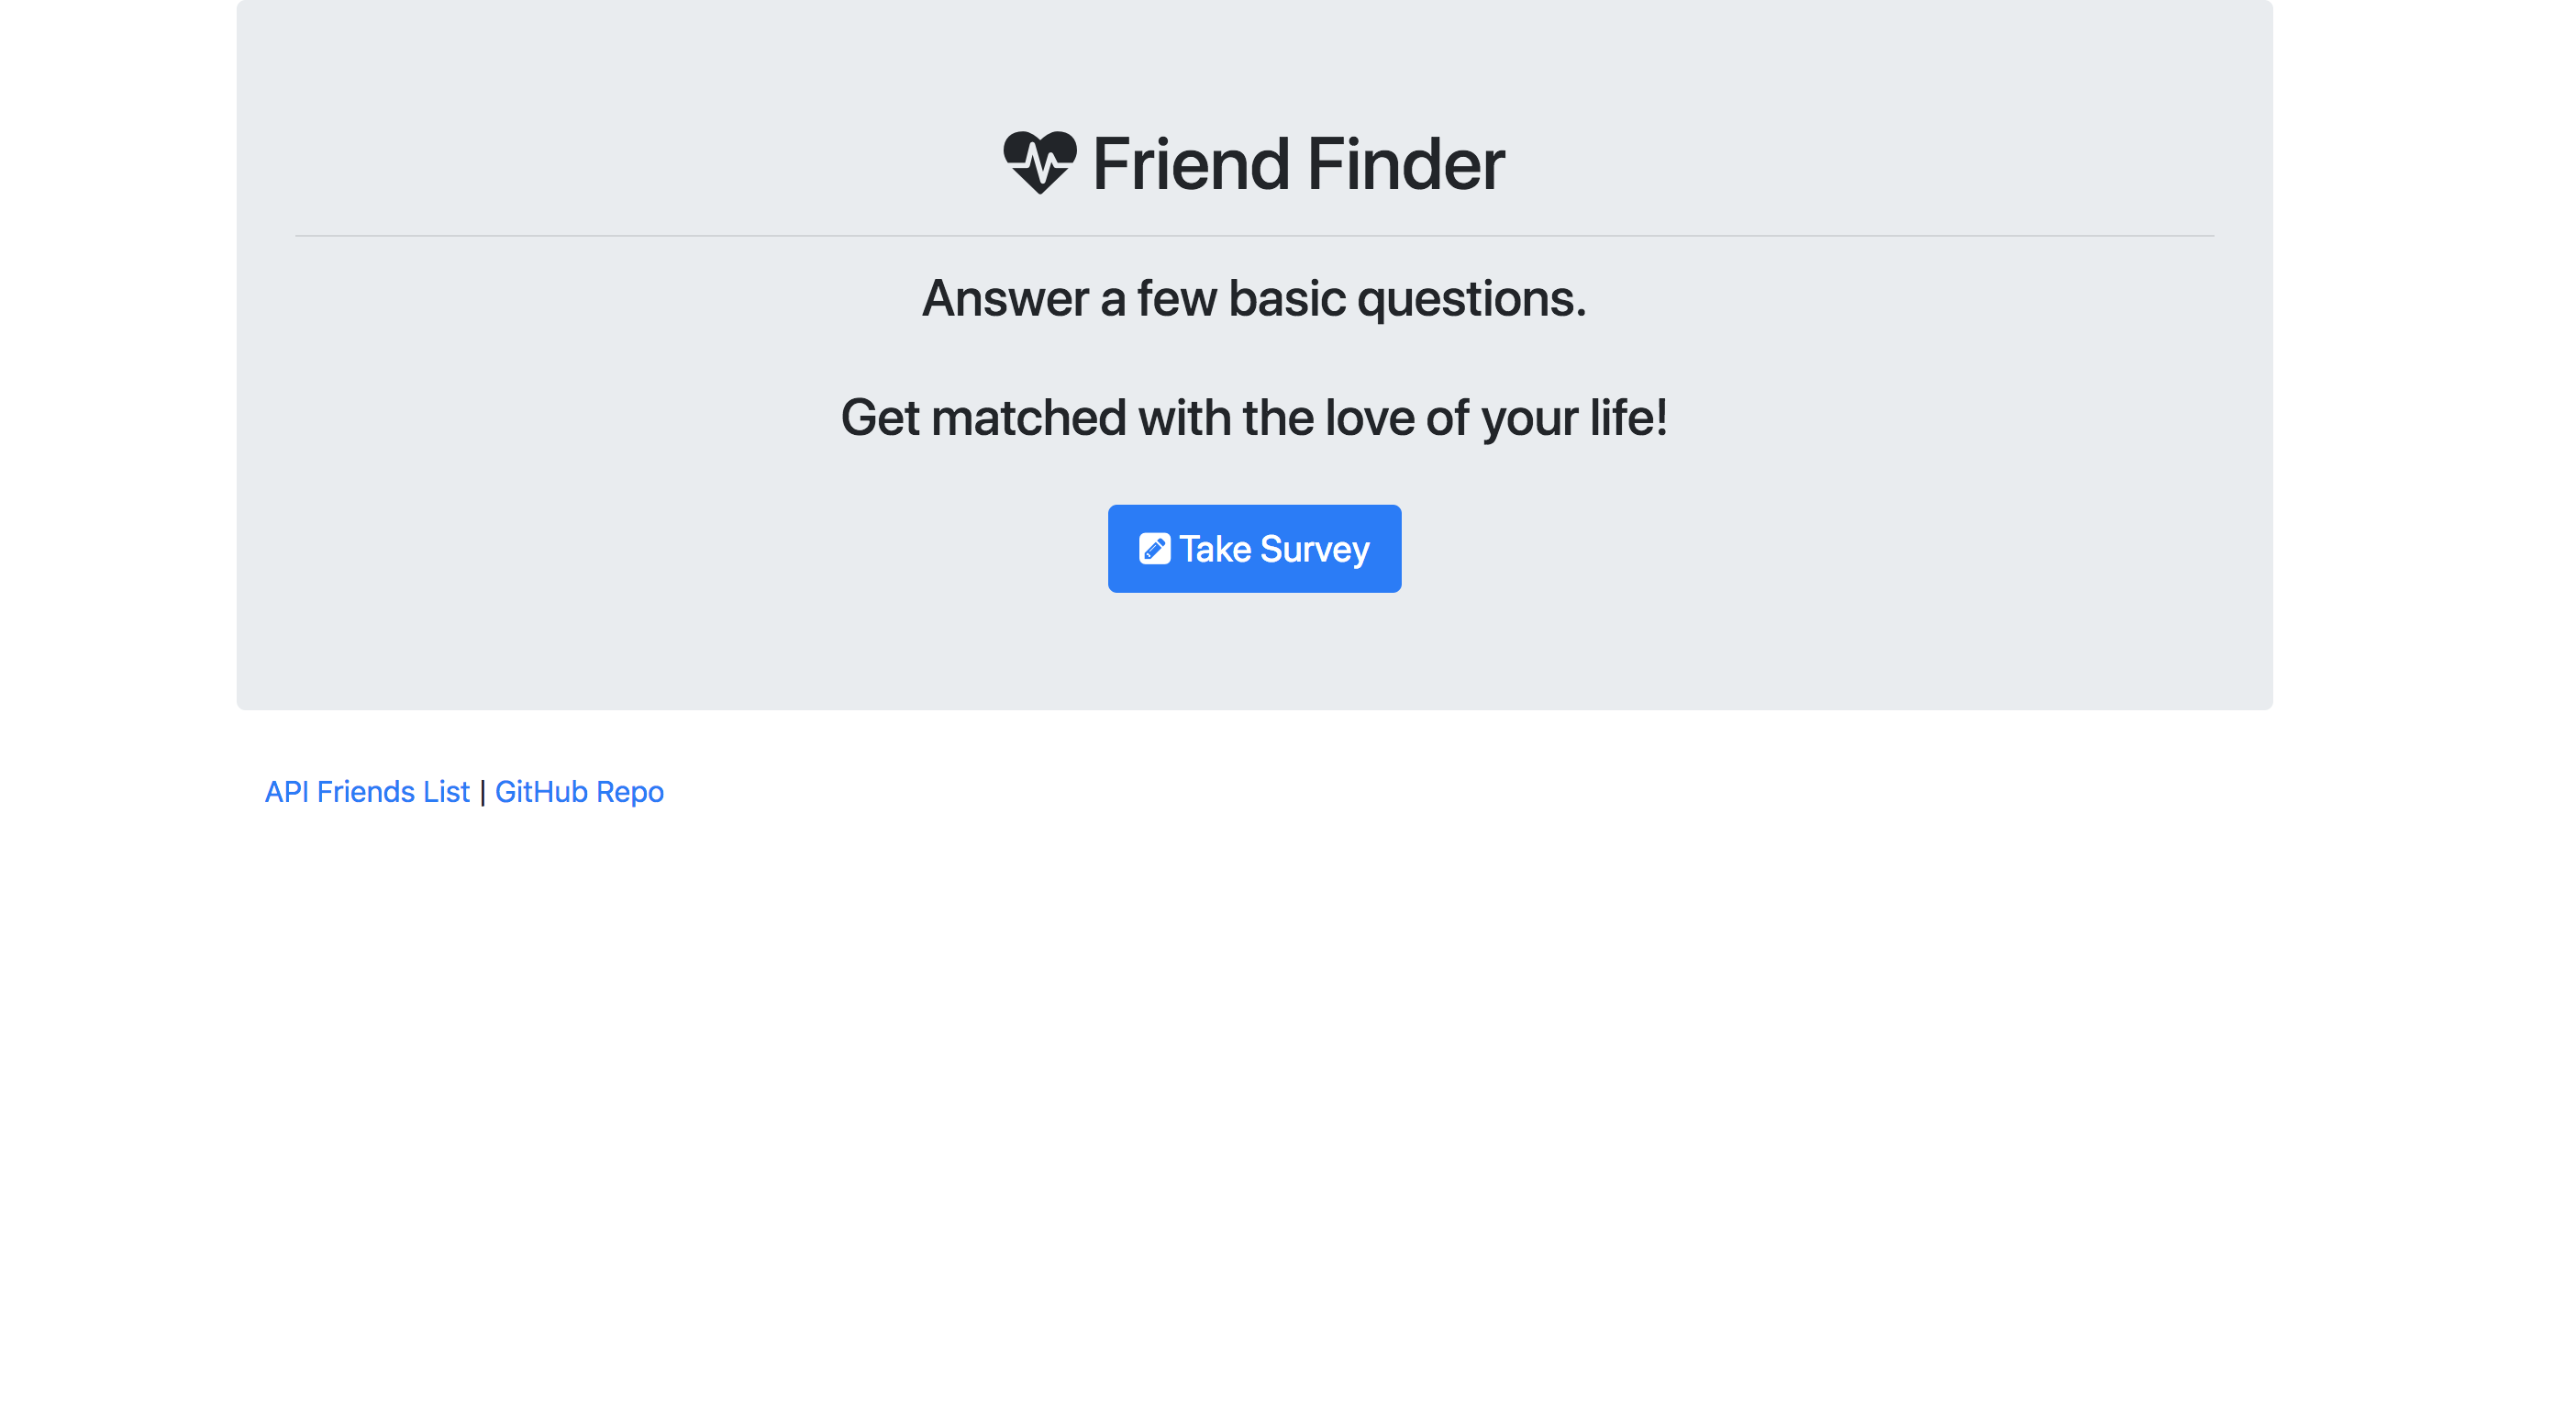 Friend Finder
Answer a few basic questions.
Get matched with the love of your life!
Take Survey
API Friends List | GitHub Repo